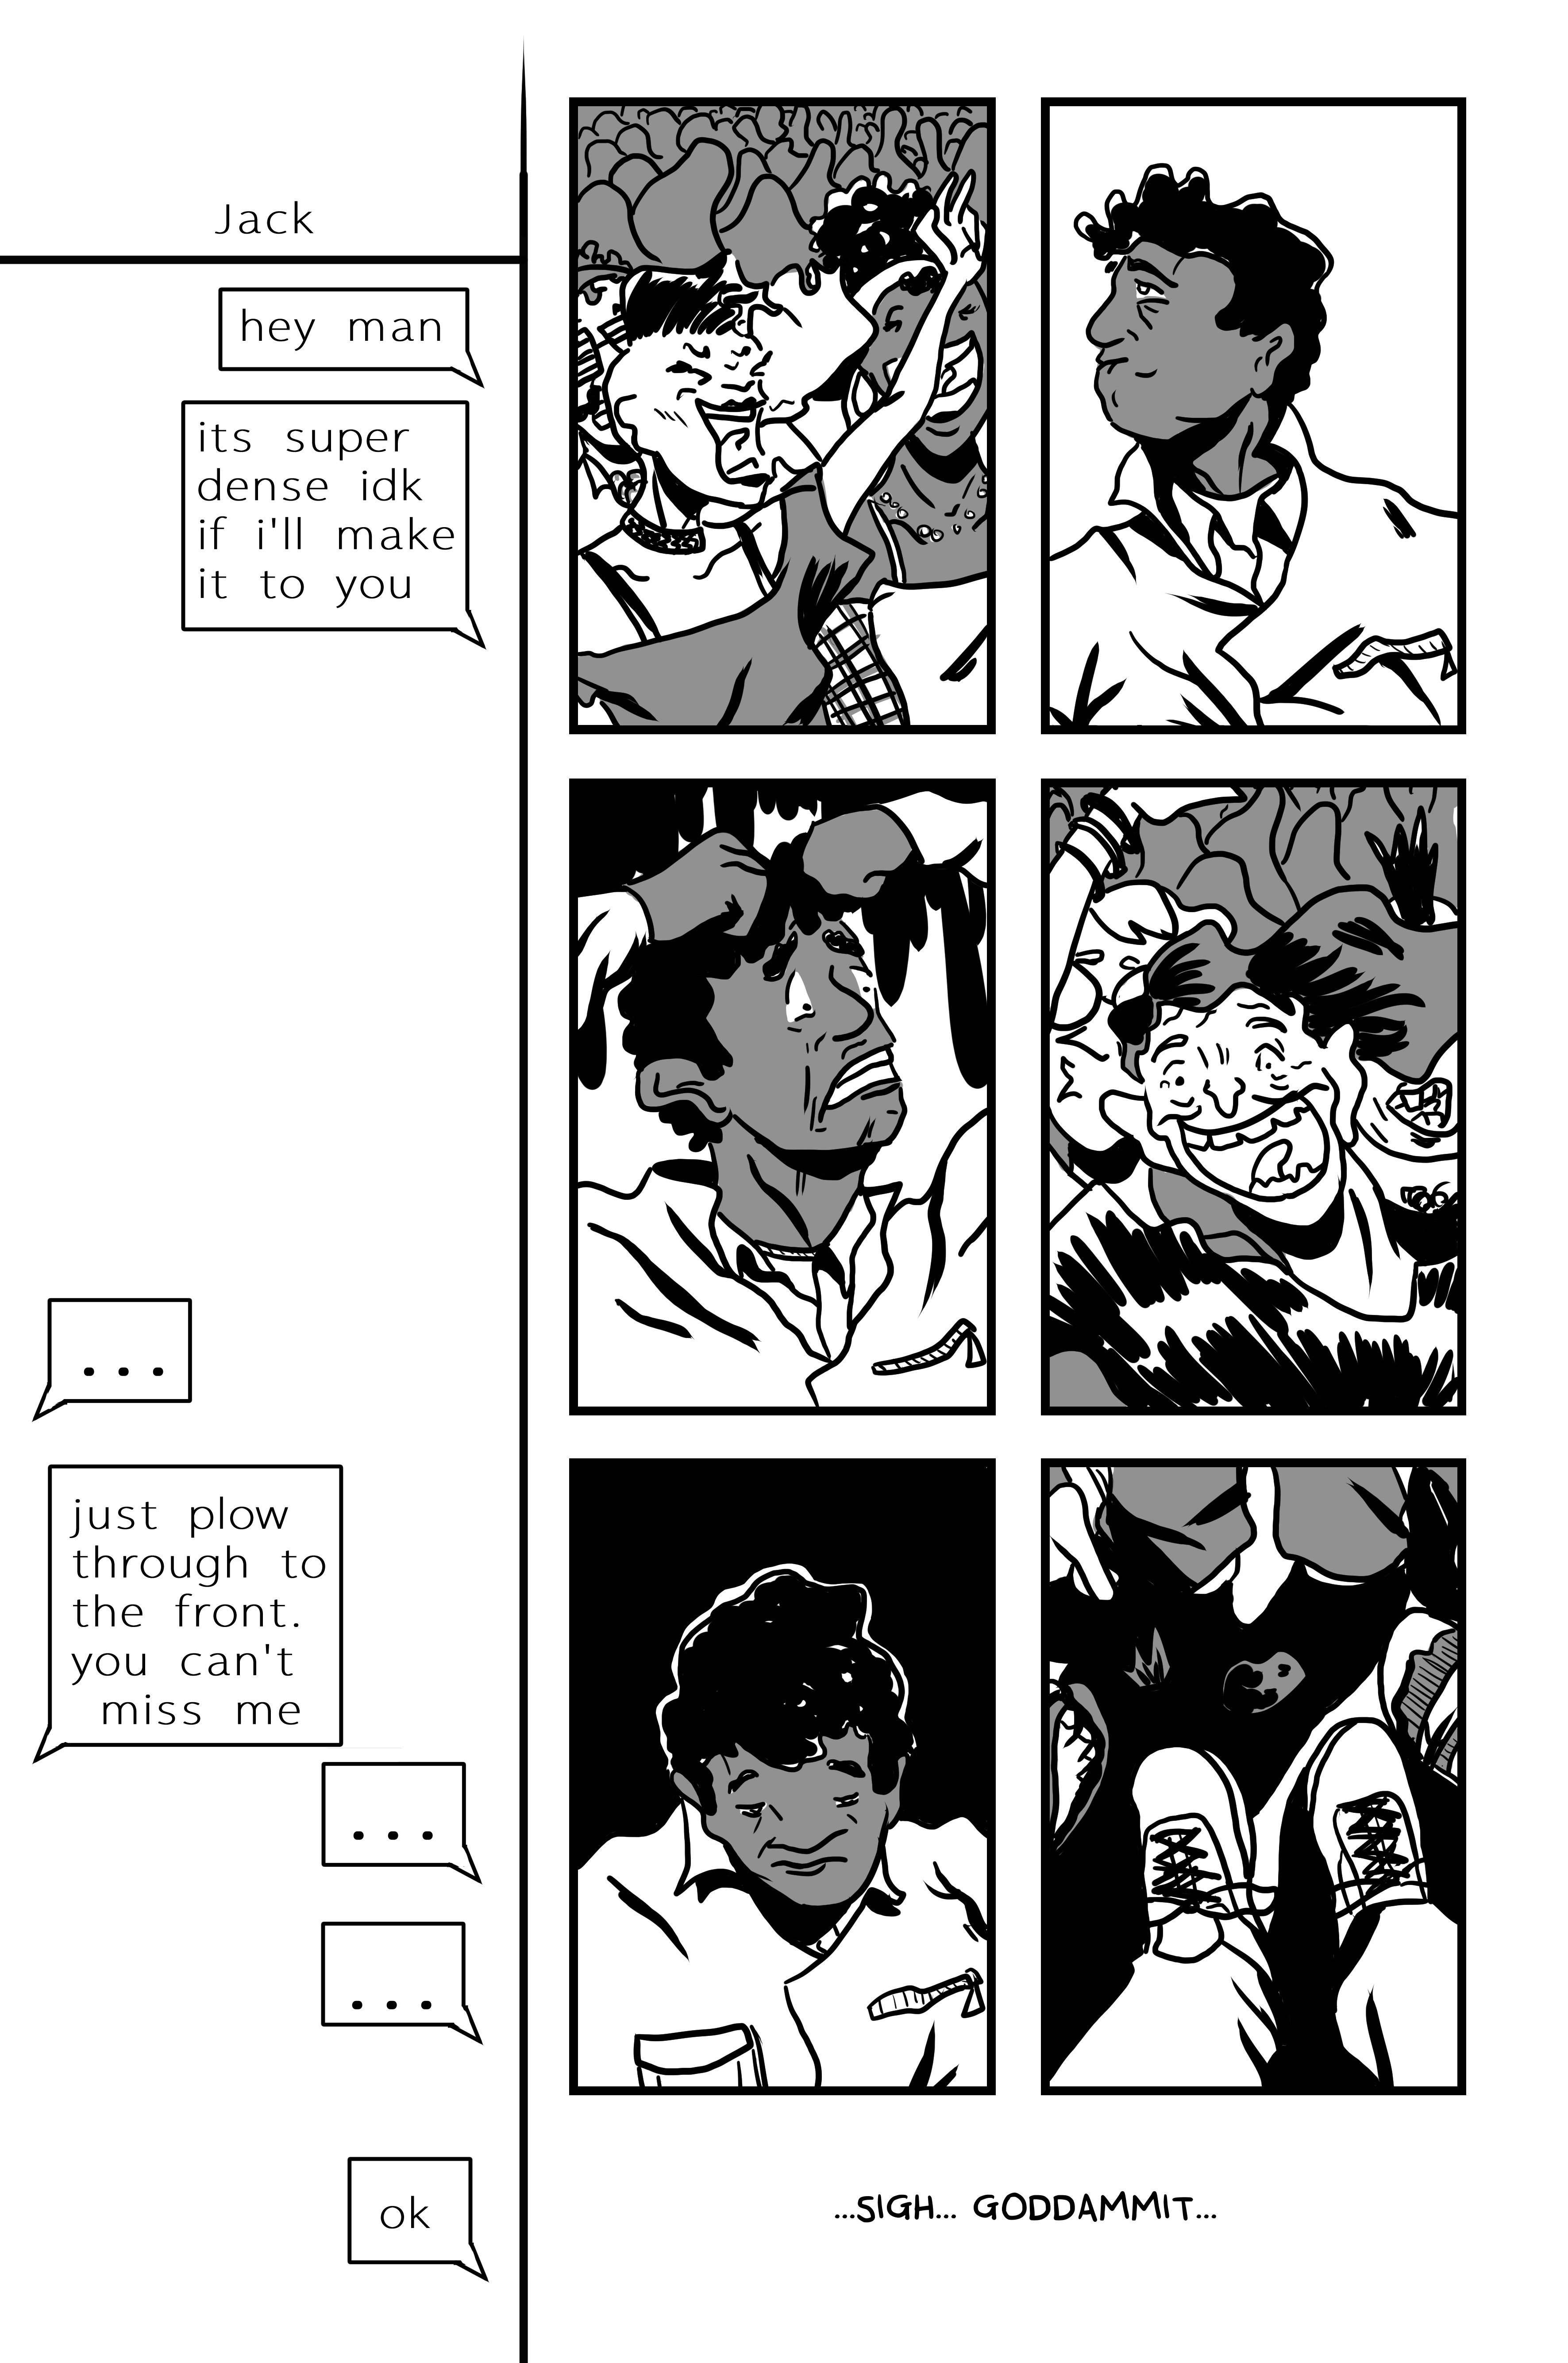 Jack
hey man
its super
dense idk
if i'll make
it to you
...
just plow
through to
the front.
you can't
miss me
...
...
ok
...SIGH... GODDAMMIT...